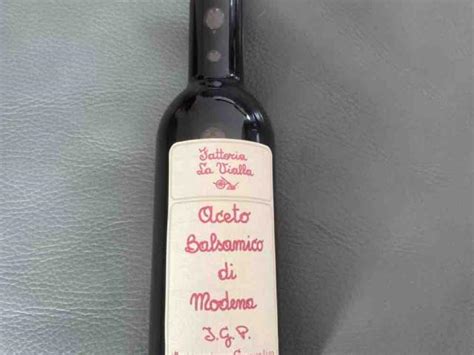 Fattoria
La Vialla
Aceto
Balsamico
di
Modena
I.G.P.